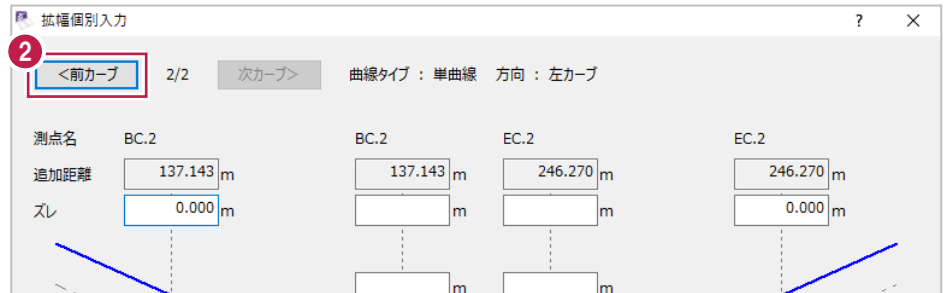 拡幅個別入力 ? ×
2
<前カーブ 2/2 次カーブ> 曲線タイプ : 単曲線 方向 : 左カーブ
測点名 BC.2 BC.2 EC.2 EC.2
追加距離 137.143 m 137.143 m 246.270 m 246.270 m
ズレ 0.000 m m m 0.000 m
m m